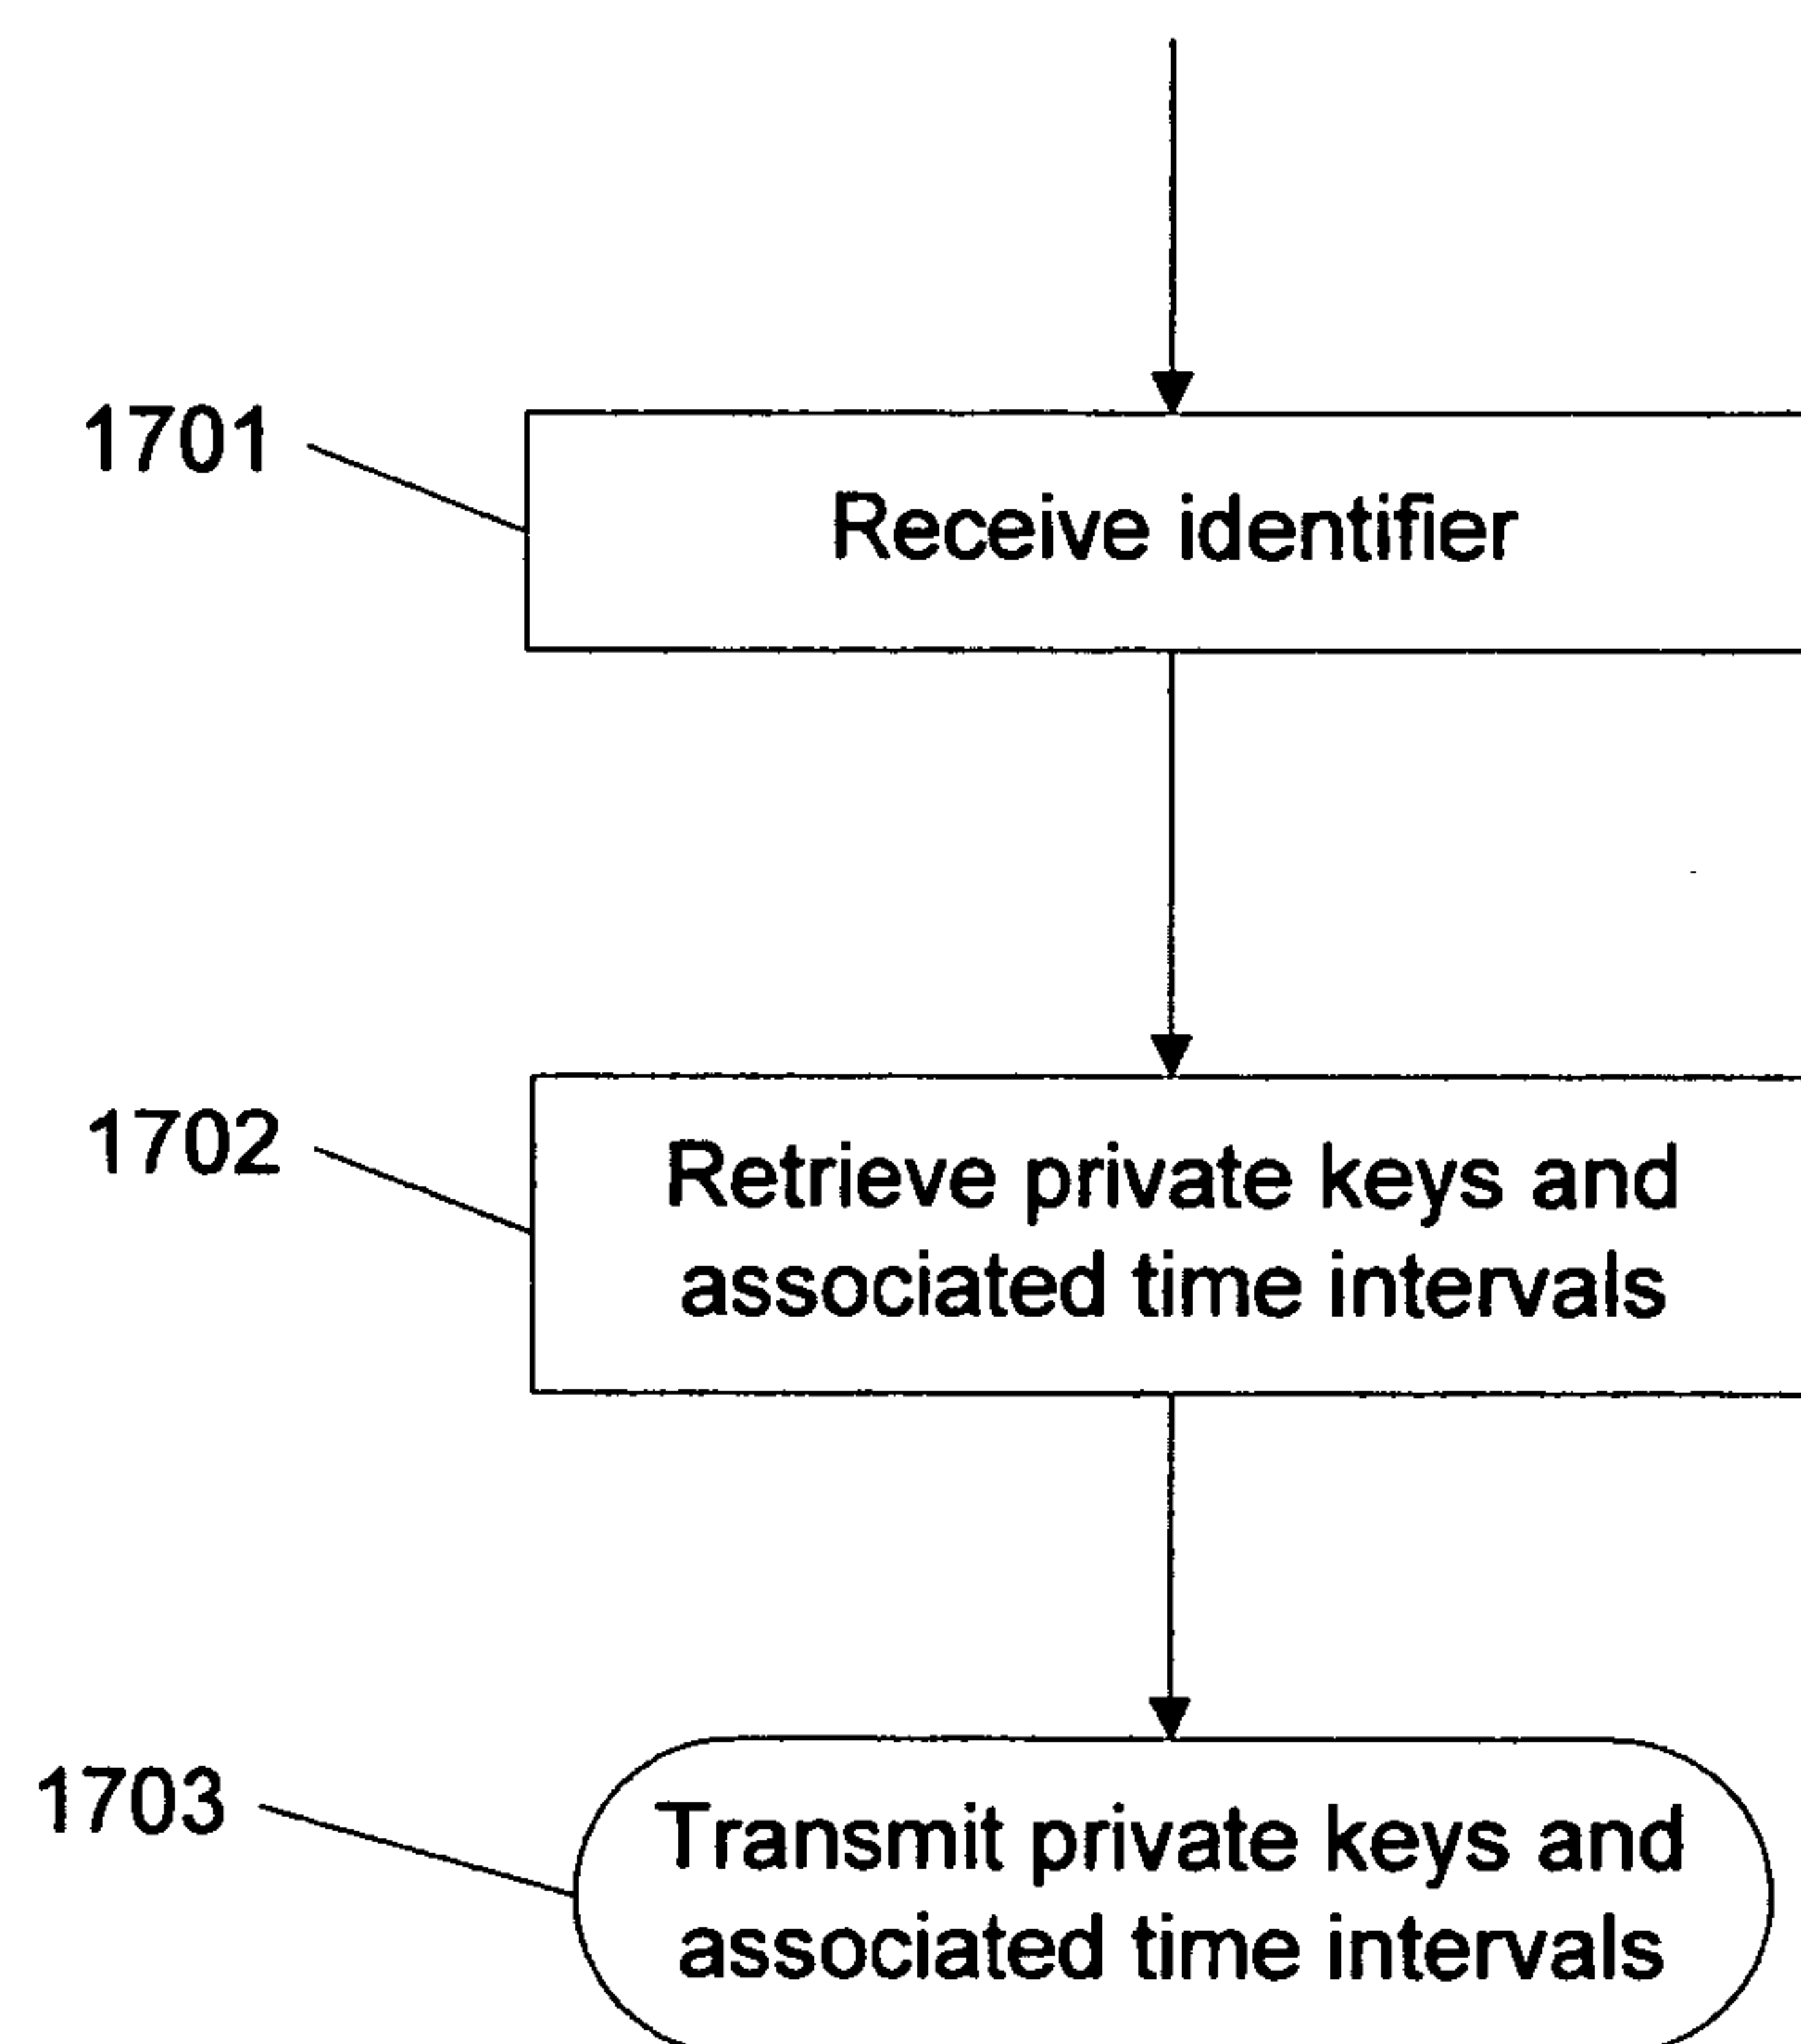 1701
Receive identifier
1702
Retrieve private keys and
associated time intervals
1703
Transmit private keys and
associated time intervals